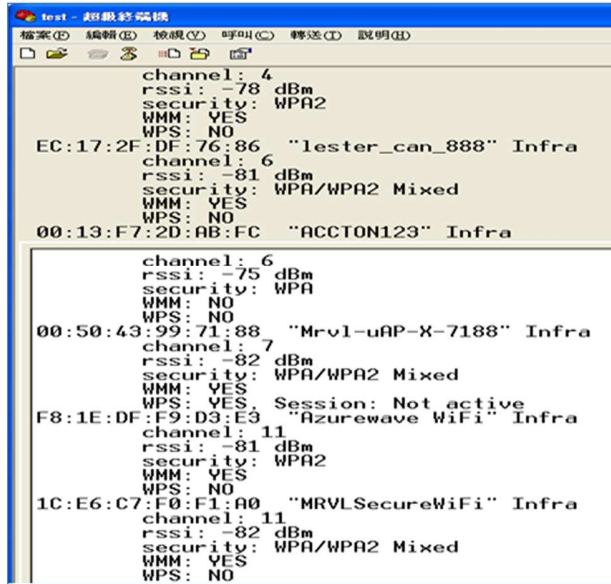 test - 超級終端機
檔案(F) 編輯(E) 檢視(V) 呼叫(C) 轉送(T) 說明(H)
channel: 4
rssi: -78 dBm
security: WPA2
WMM: YES
WPS: NO
EC:17:2F:DF:76:86 "lester_can_888" Infra
channel: 6
rssi: -81 dBm
security: WPA/WPA2 Mixed
WMM: YES
WPS: NO
00:13:F7:2D:AB:FC "ACCTON123" Infra
channel: 6
rssi: -75 dBm
security: WPA
WMM: NO
WPS: NO
00:50:43:99:71:88 "Mrvl-uAP-X-7188" Infra
channel: 7
rssi: -82 dBm
security: WPA/WPA2 Mixed
WMM: YES
WPS: YES, Session: Not active
F8:1E:DF:F9:D3:E3 "Azurewave WiFi" Infra
channel: 11
rssi: -81 dBm
security: WPA2
WMM: YES
WPS: NO
1C:E6:C7:F0:F1:A0 "MRVLSecureWiFi" Infra
channel: 11
rssi: -82 dBm
security: WPA/WPA2 Mixed
WMM: YES
WPS: NO